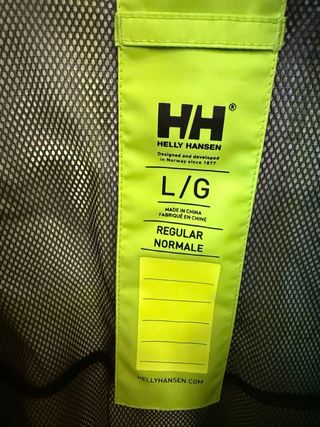 HH®
HELLY HANSEN
Designed and developed
in Norway since 1877
L/G
MADE IN CHINA
FABRIQUÉ EN CHINE
REGULAR
NORMALE
HELLYHANSEN.COM